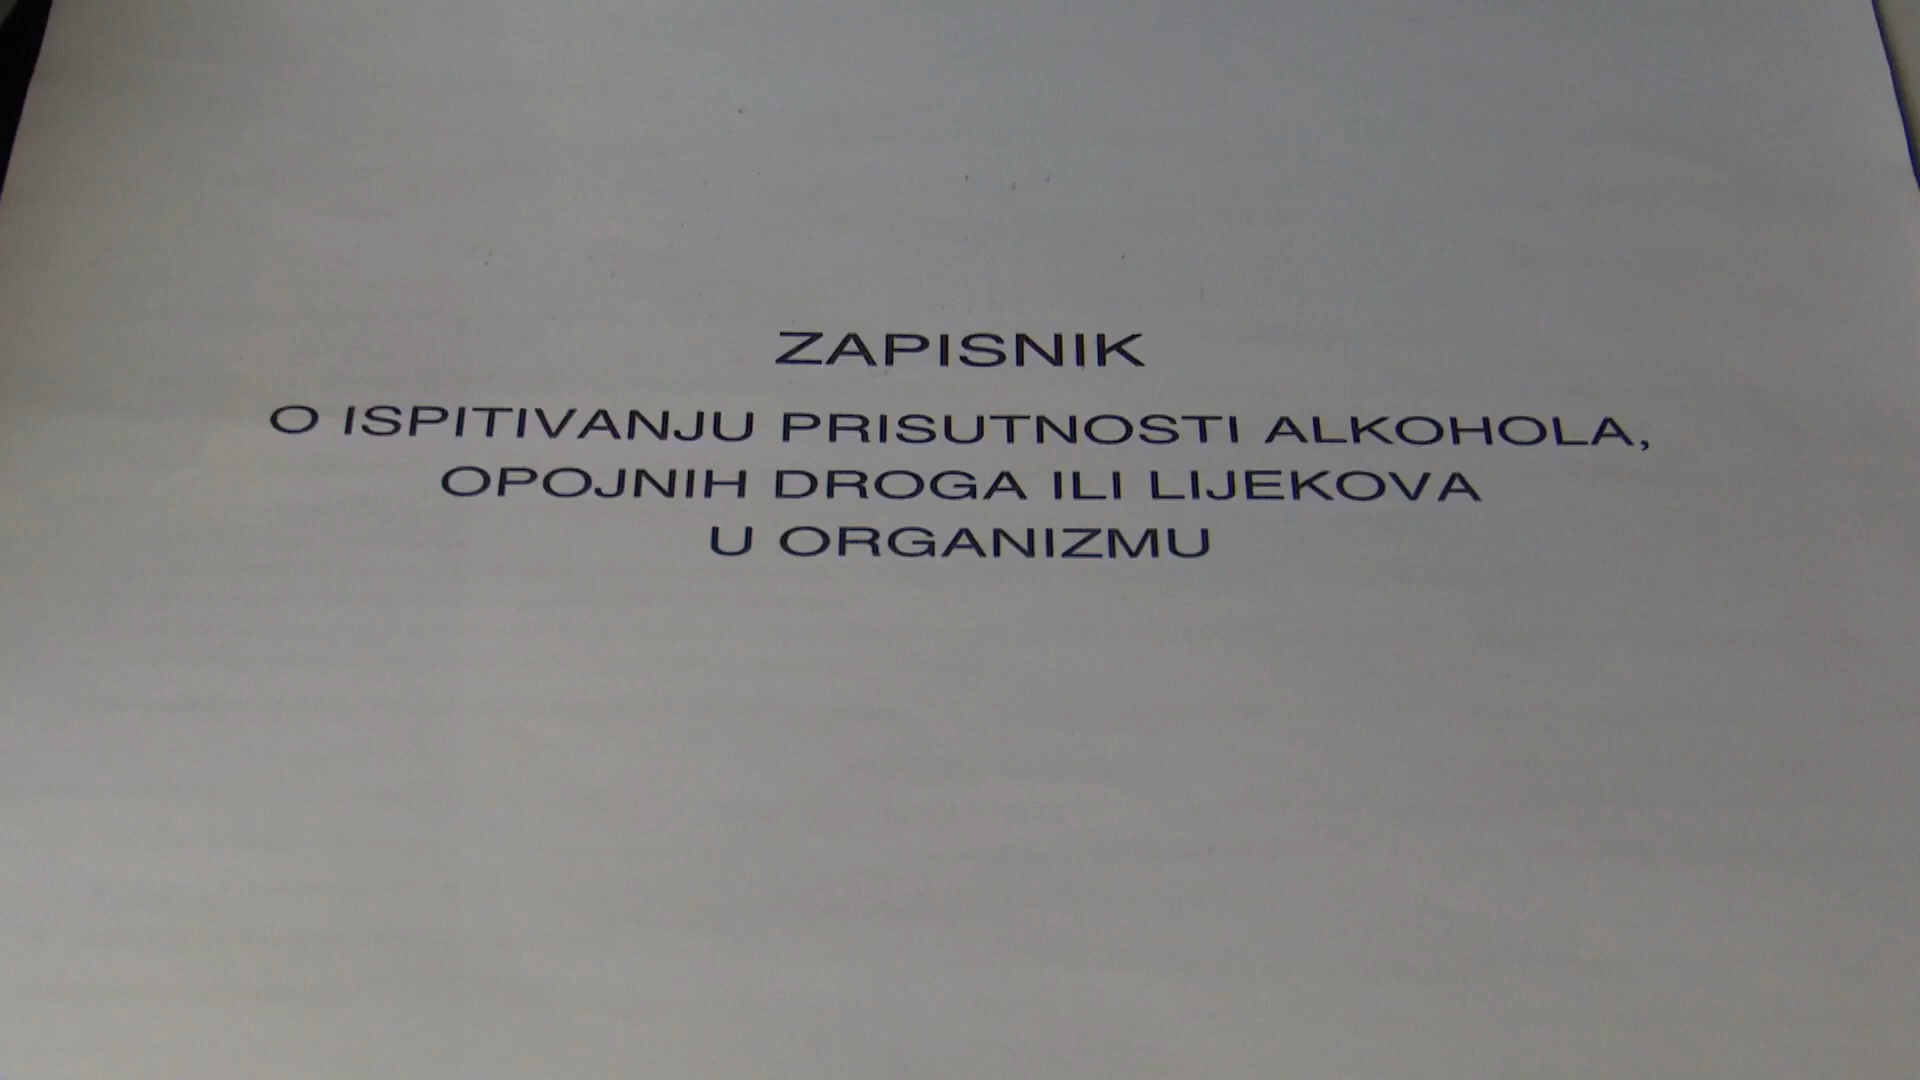 ZAPISNIK
O ISPITIVANJU PRISUTNOSTI ALKOHOLA,
OPOJNIH DROGA ILI LIJEKOVA
U ORGANIZMU